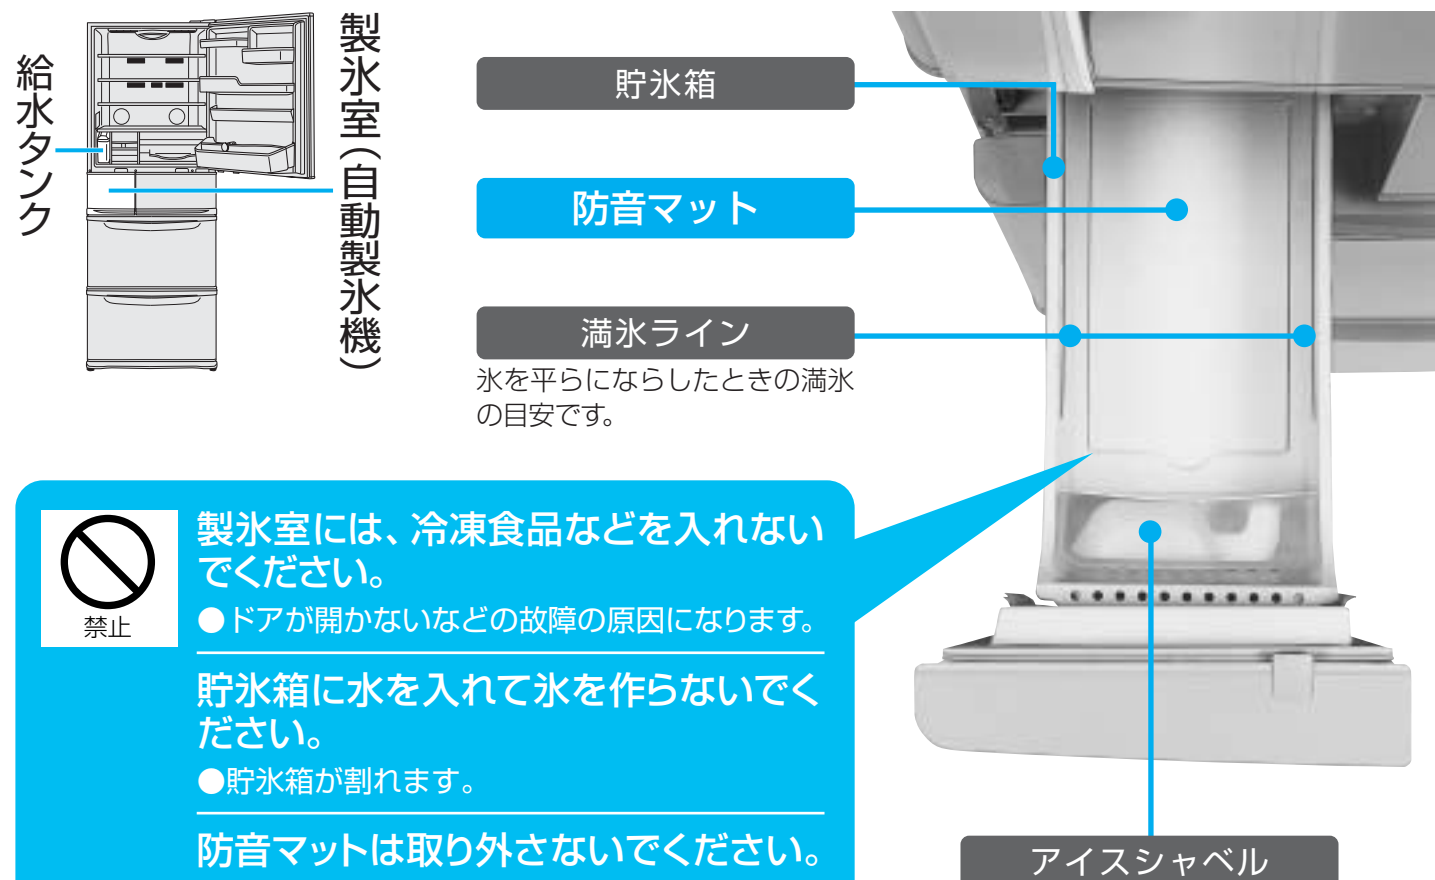 給水タンク
製氷室(自動製氷機)
貯氷箱
防音マット
満氷ライン
氷を平らにならしたときの満氷
の目安です。
禁止
製氷室には、冷凍食品などを入れない
でください。
●ドアが開かないなどの故障の原因になります。
貯氷箱に水を入れて氷を作らないでく
ださい。
●貯氷箱が割れます。
防音マットは取り外さないでください。
アイスシャベル